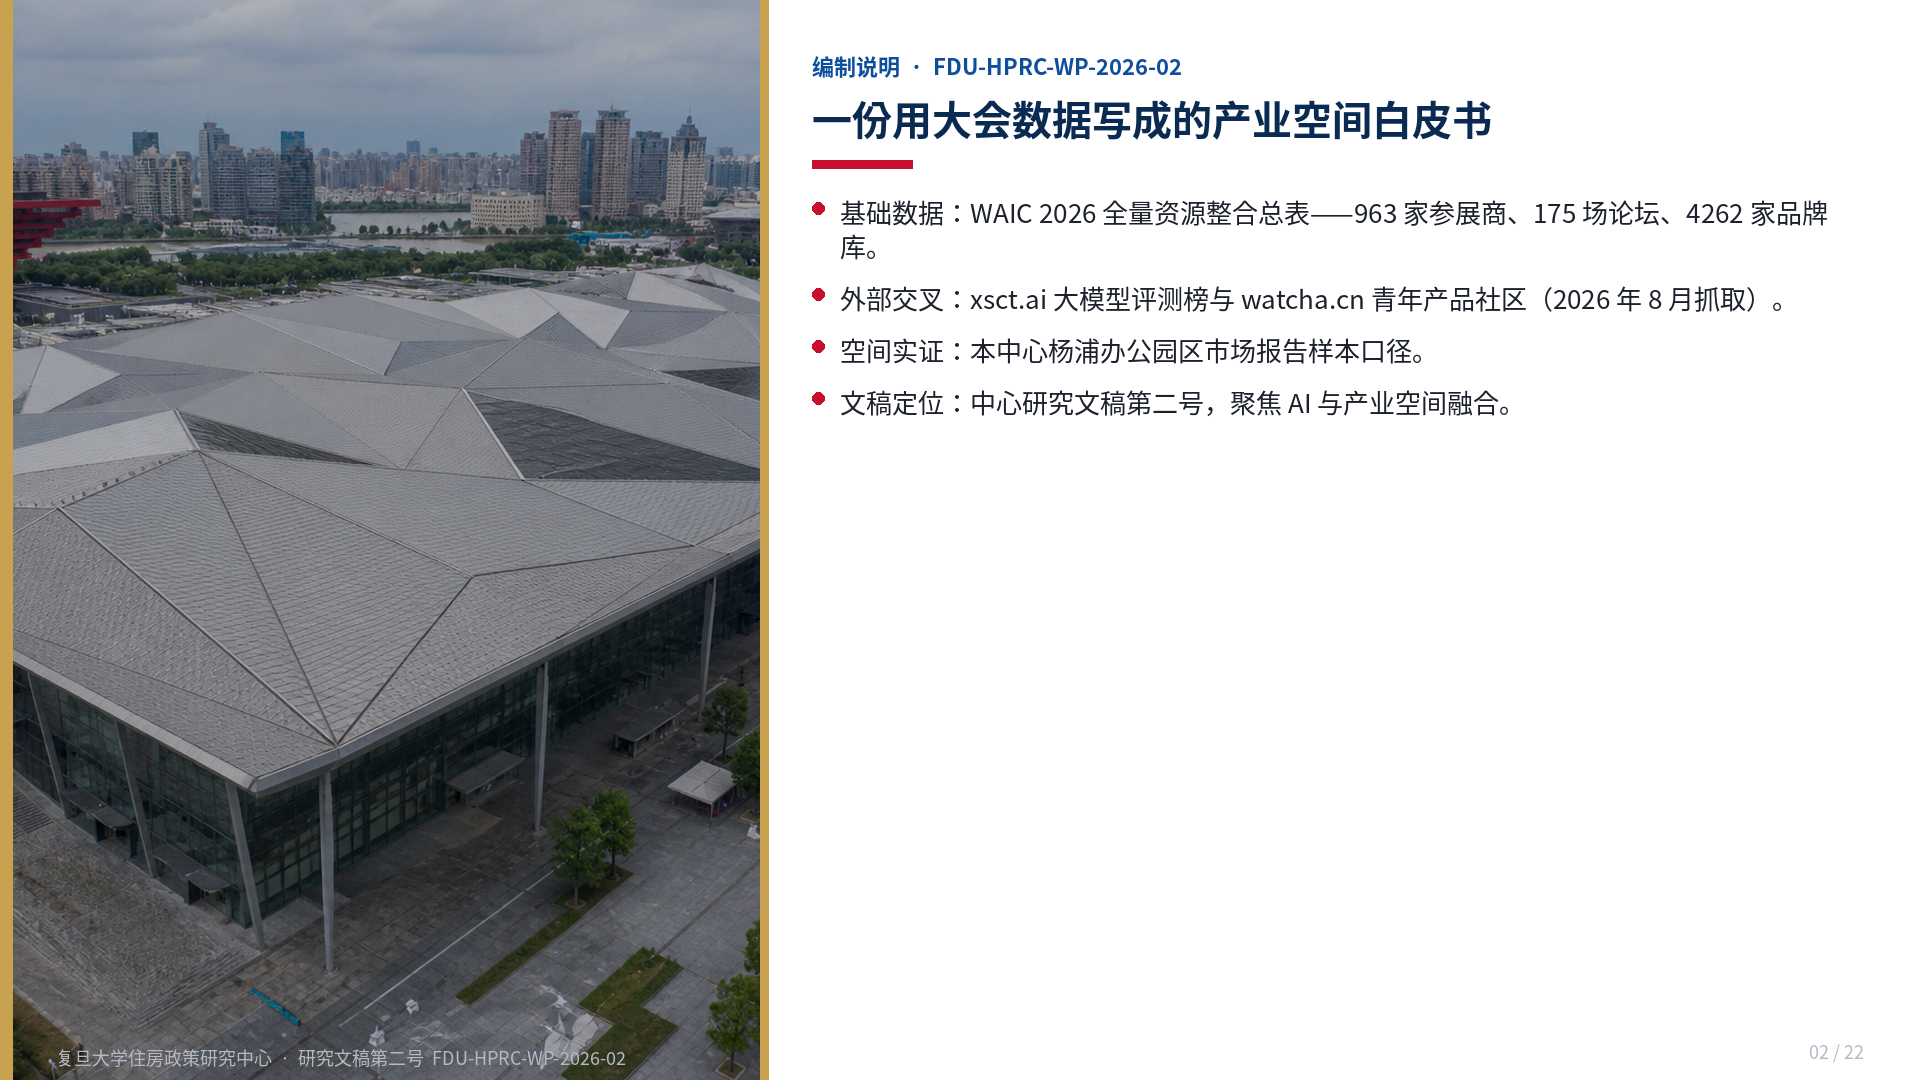 编制说明 · FDU-HPRC-WP-2026-02
一份用大会数据写成的产业空间白皮书
基础数据：WAIC 2026 全量资源整合总表——963 家参展商、175 场论坛、4262 家品牌
库。
外部交叉：xsct.ai 大模型评测榜与 watcha.cn 青年产品社区（2026 年 8 月抓取）。
空间实证：本中心杨浦办公园区市场报告样本口径。
文稿定位：中心研究文稿第二号，聚焦 AI 与产业空间融合。
复旦大学住房政策研究中心 · 研究文稿第二号 FDU-HPRC-WP-2026-02
02 / 22